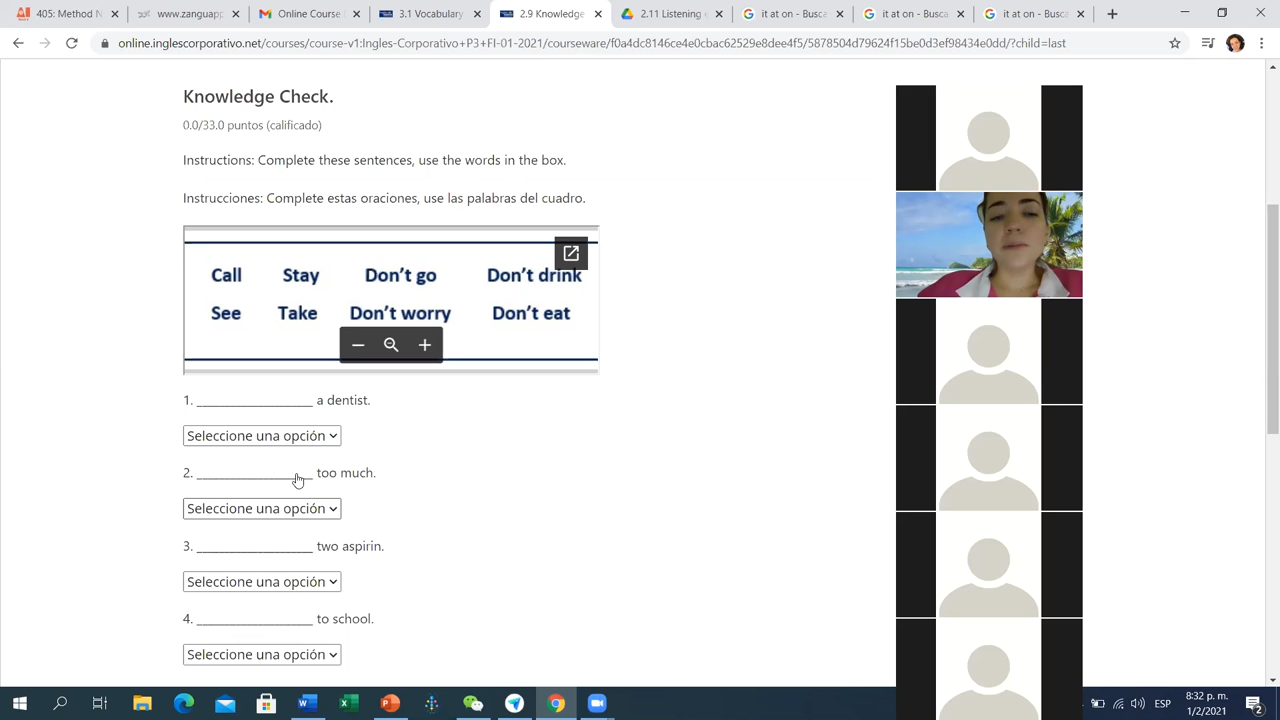 405: Method N
www.zangupp
Online Course
3.1 Vocabulary
2.9 Knowledge
2.11 Listening
it at on - Busca
it at on - Busca
it at on - Busca
online.inglescorporativo.net/courses/course-v1:Ingles-Corporativo+P3+FI-01-2021/courseware/f0a4dc8146ce4e0cbac62529e8dee4f5/5878504d79624f15be0d3ef98434e0dd/?child=last
Knowledge Check.
0.0/33.0 puntos (calificado)
Instructions: Complete these sentences, use the words in the box.
Instrucciones: Complete estas oraciones, use las palabras del cuadro.
Call Stay Don't go Don't drink
See Take Don't worry Don't eat
1. ________________ a dentist.
Seleccione una opción
2. ________________ too much.
Seleccione una opción
3. ________________ two aspirin.
Seleccione una opción
4. ________________ to school.
Seleccione una opción
ESP
8:32 p. m.
1/2/2021
2